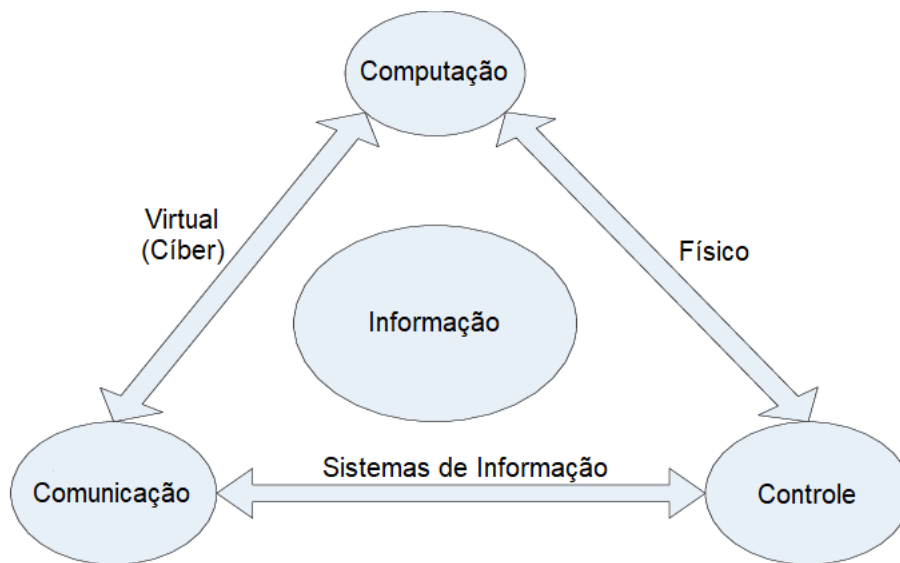 Computação
Virtual
(Cíber)
Físico
Informação
Sistemas de Informação
Comunicação
Controle